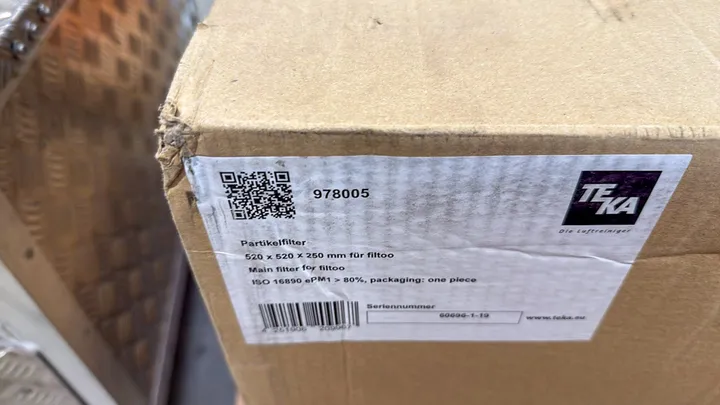 978005
TEKA
Die Luftreiniger
Partikelfilter
520 x 520 x 250 mm für filtoo
Main filter for filtoo
ISO 16890 ePM1 > 80%, packaging: one piece
Seriennummer
www.teka.eu